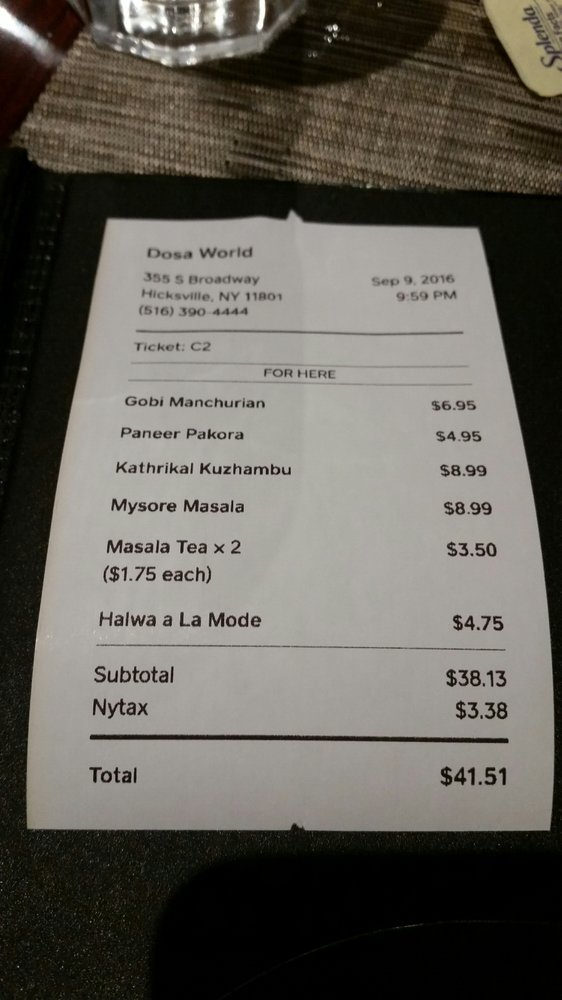 Splenda
Dosa World
355 S Broadway
Hicksville, NY 11801
(516) 390-4444
Sep 9, 2016
9:59 PM
Ticket: C2
FOR HERE
Gobi Manchurian $6.95
Paneer Pakora $4.95
Kathrikal Kuzhambu $8.99
Mysore Masala $8.99
Masala Tea x 2 $3.50
($1.75 each)
Halwa a La Mode $4.75
Subtotal $38.13
Nytax $3.38
Total $41.51